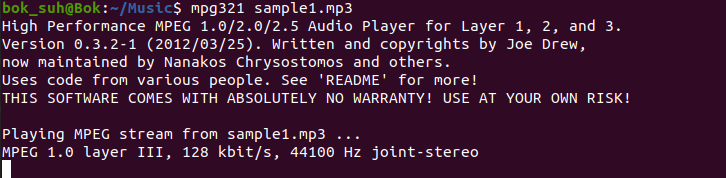 bok_suh@Bok:~/Music$ mpg321 sample1.mp3
High Performance MPEG 1.0/2.0/2.5 Audio Player for Layer 1, 2, and 3.
Version 0.3.2-1 (2012/03/25). Written and copyrights by Joe Drew,
now maintained by Nanakos Chrysostomos and others.
Uses code from various people. See 'README' for more!
THIS SOFTWARE COMES WITH ABSOLUTELY NO WARRANTY! USE AT YOUR OWN RISK!
Playing MPEG stream from sample1.mp3 ...
MPEG 1.0 layer III, 128 kbit/s, 44100 Hz joint-stereo